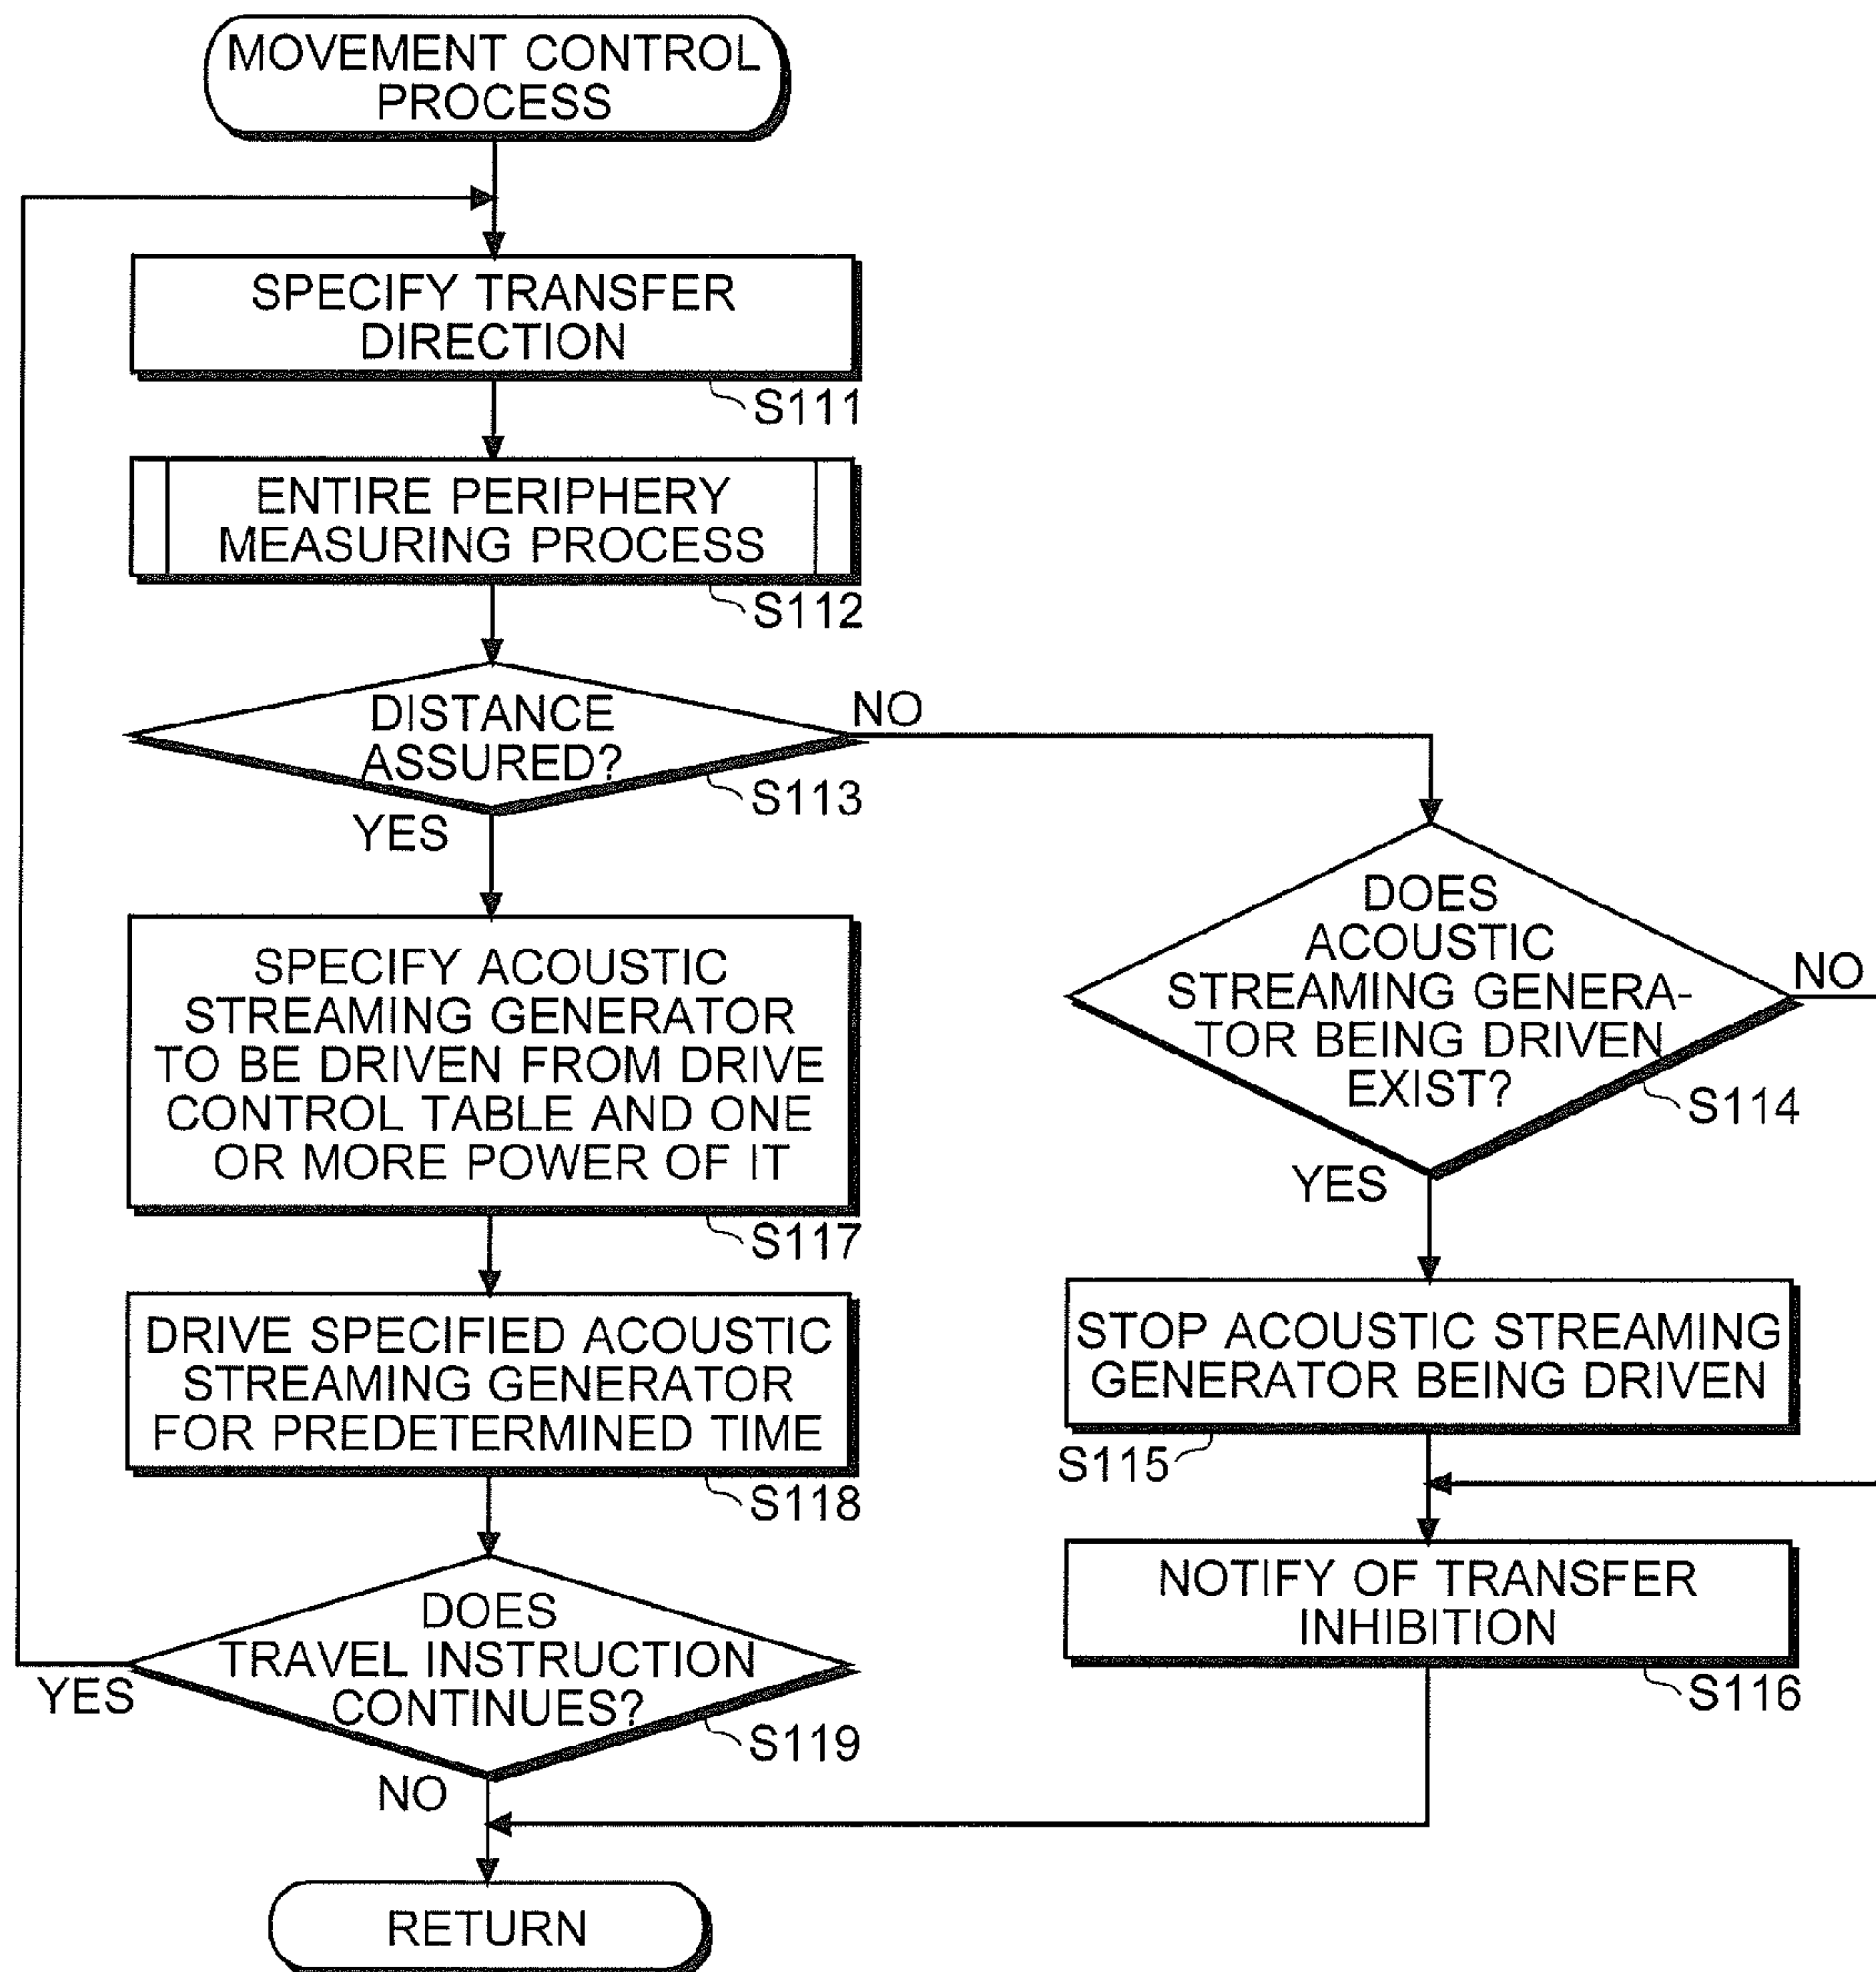 MOVEMENT CONTROL
PROCESS
SPECIFY TRANSFER
DIRECTION
S111
ENTIRE PERIPHERY
MEASURING PROCESS
S112
DISTANCE
ASSURED?
NO
S113
YES
DOES
ACOUSTIC
STREAMING GENERA-
TOR BEING DRIVEN
EXIST?
NO
S114
YES
STOP ACOUSTIC STREAMING
GENERATOR BEING DRIVEN
S115
NOTIFY OF TRANSFER
INHIBITION
S116
SPECIFY ACOUSTIC
STREAMING GENERATOR
TO BE DRIVEN FROM DRIVE
CONTROL TABLE AND ONE
OR MORE POWER OF IT
S117
DRIVE SPECIFIED ACOUSTIC
STREAMING GENERATOR
FOR PREDETERMINED TIME
S118
DOES
TRAVEL INSTRUCTION
CONTINUES?
YES
S119
NO
RETURN